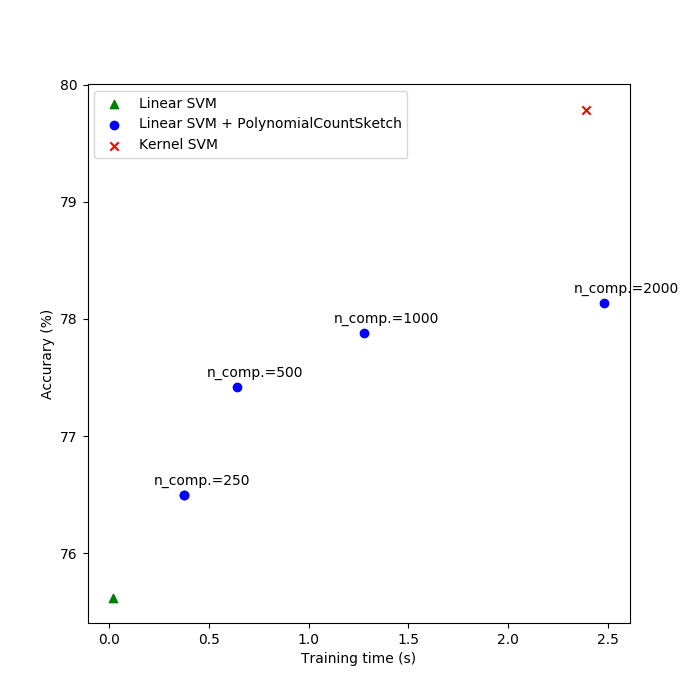 80
79
78
77
76
Accurary (%)
Linear SVM
Linear SVM + PolynomialCountSketch
Kernel SVM
n_comp.=2000
n_comp.=1000
n_comp.=500
n_comp.=250
0.0 0.5 1.0 1.5 2.0 2.5
Training time (s)